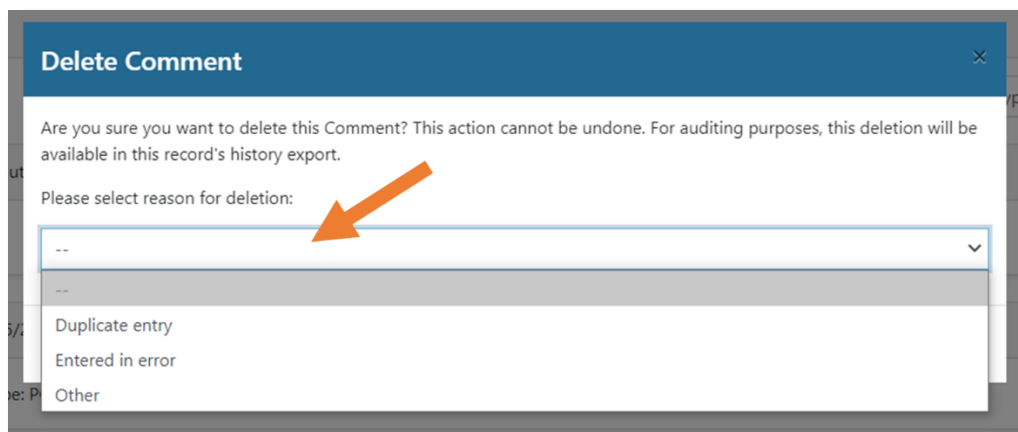 Delete Comment
×
Are you sure you want to delete this Comment? This action cannot be undone. For auditing purposes, this deletion will be
available in this record's history export.
Please select reason for deletion:
--
--
Duplicate entry
Entered in error
Other